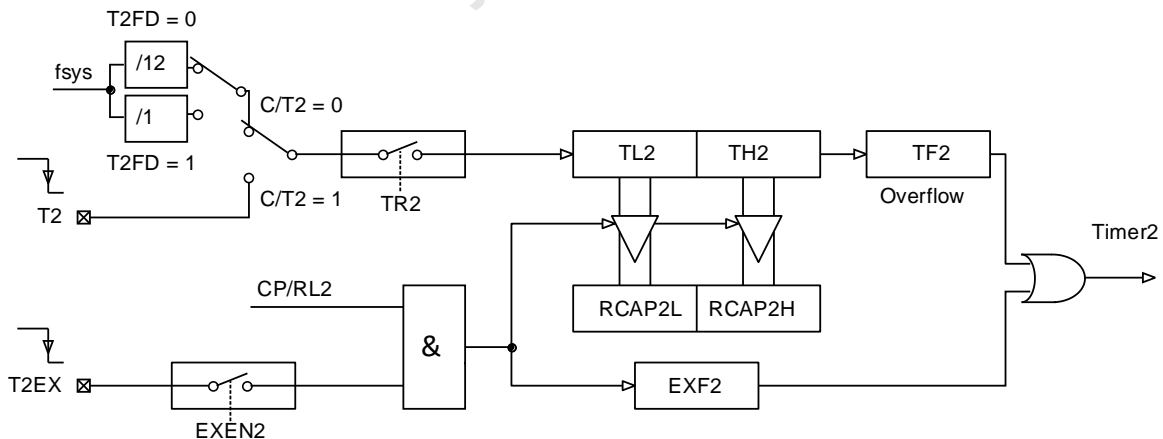 T2FD = 0
/12
fsys
C/T2 = 0
/1
T2FD = 1
TL2
TH2
TF2
Overflow
C/T2 = 1
TR2
T2
Timer2
CP/RL2
RCAP2L
RCAP2H
&
T2EX
EXF2
EXEN2